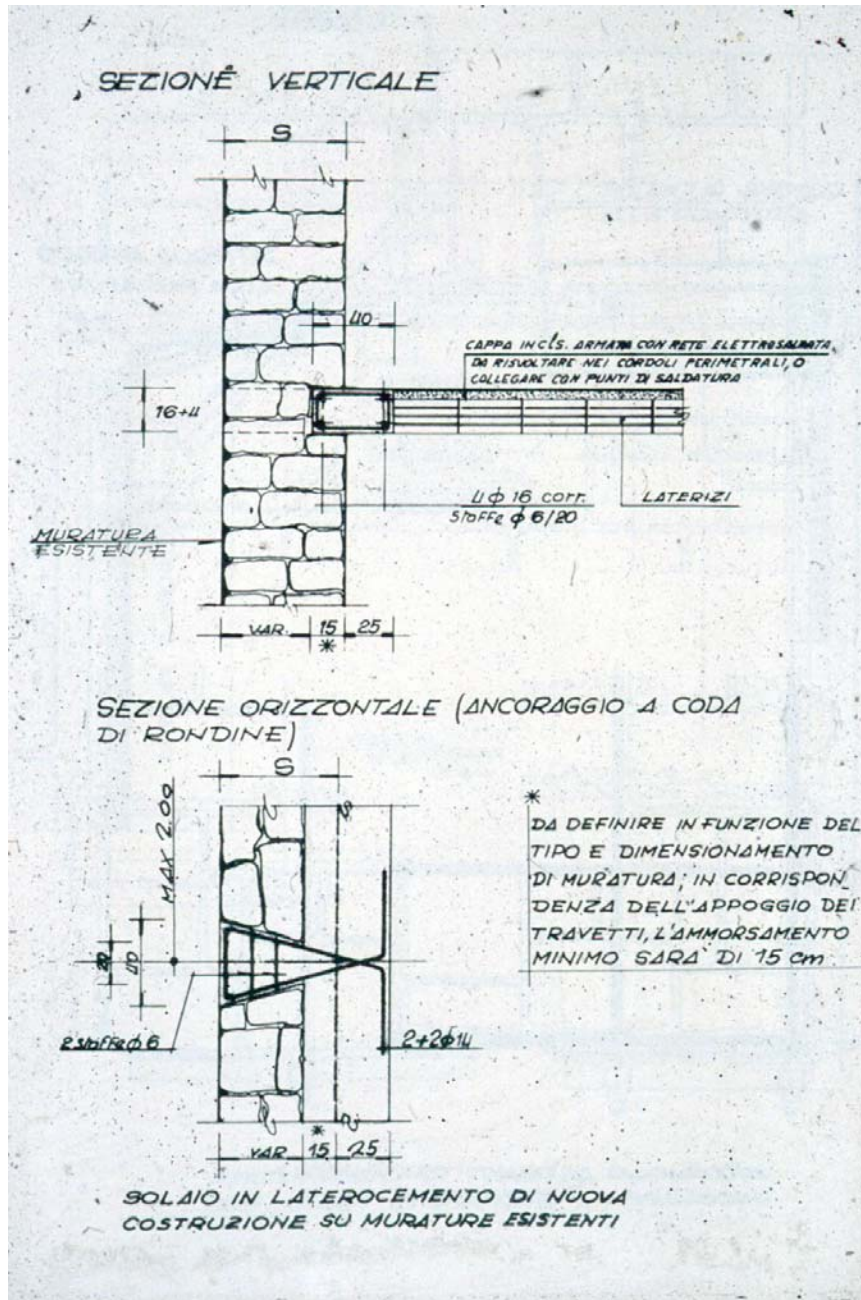 SEZIONE VERTICALE
S
40
CAPPA IN CLS. ARMATA CON RETE ELETTROSALDATA
DA RISVOLTARE NEI CORDOLI PERIMETRALI, O
COLLEGARE CON PUNTI DI SALDATURA
16+4
4 ϕ 16 corr.
staffe ϕ 6/20
LATERIZI
MURATURA
ESISTENTE
VAR. 15 25
*
SEZIONE ORIZZONTALE (ANCORAGGIO A CODA
DI RONDINE)
S
MAX 2.00
*
DA DEFINIRE IN FUNZIONE DEL
TIPO E DIMENSIONAMENTO
DI MURATURA; IN CORRISPON_
DENZA DELL'APPOGGIO DEI
TRAVETTI, L'AMMORSAMENTO
MINIMO SARA DI 15 cm
20 40
2 staffe ϕ 6
2+2ϕ14
*
VAR 15 25
SOLAIO IN LATEROCEMENTO DI NUOVA
COSTRUZIONE SU MURATURE ESISTENTI